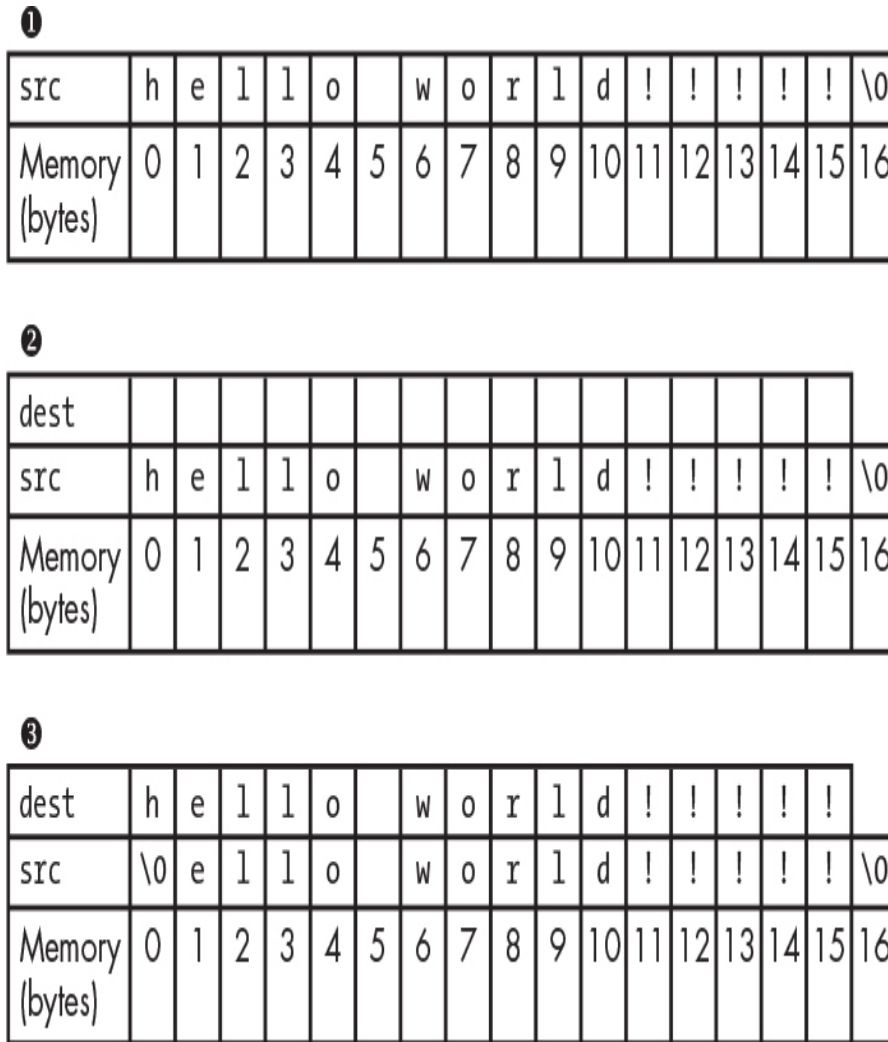 ❶
src h e l l o w o r l d ! ! ! ! ! \0
Memory 0 1 2 3 4 5 6 7 8 9 10 11 12 13 14 15 16
(bytes)
❷
dest
src h e l l o w o r l d ! ! ! ! ! \0
Memory 0 1 2 3 4 5 6 7 8 9 10 11 12 13 14 15 16
(bytes)
❸
dest h e l l o w o r l d ! ! ! ! !
src \0 e l l o w o r l d ! ! ! ! ! \0
Memory 0 1 2 3 4 5 6 7 8 9 10 11 12 13 14 15 16
(bytes)